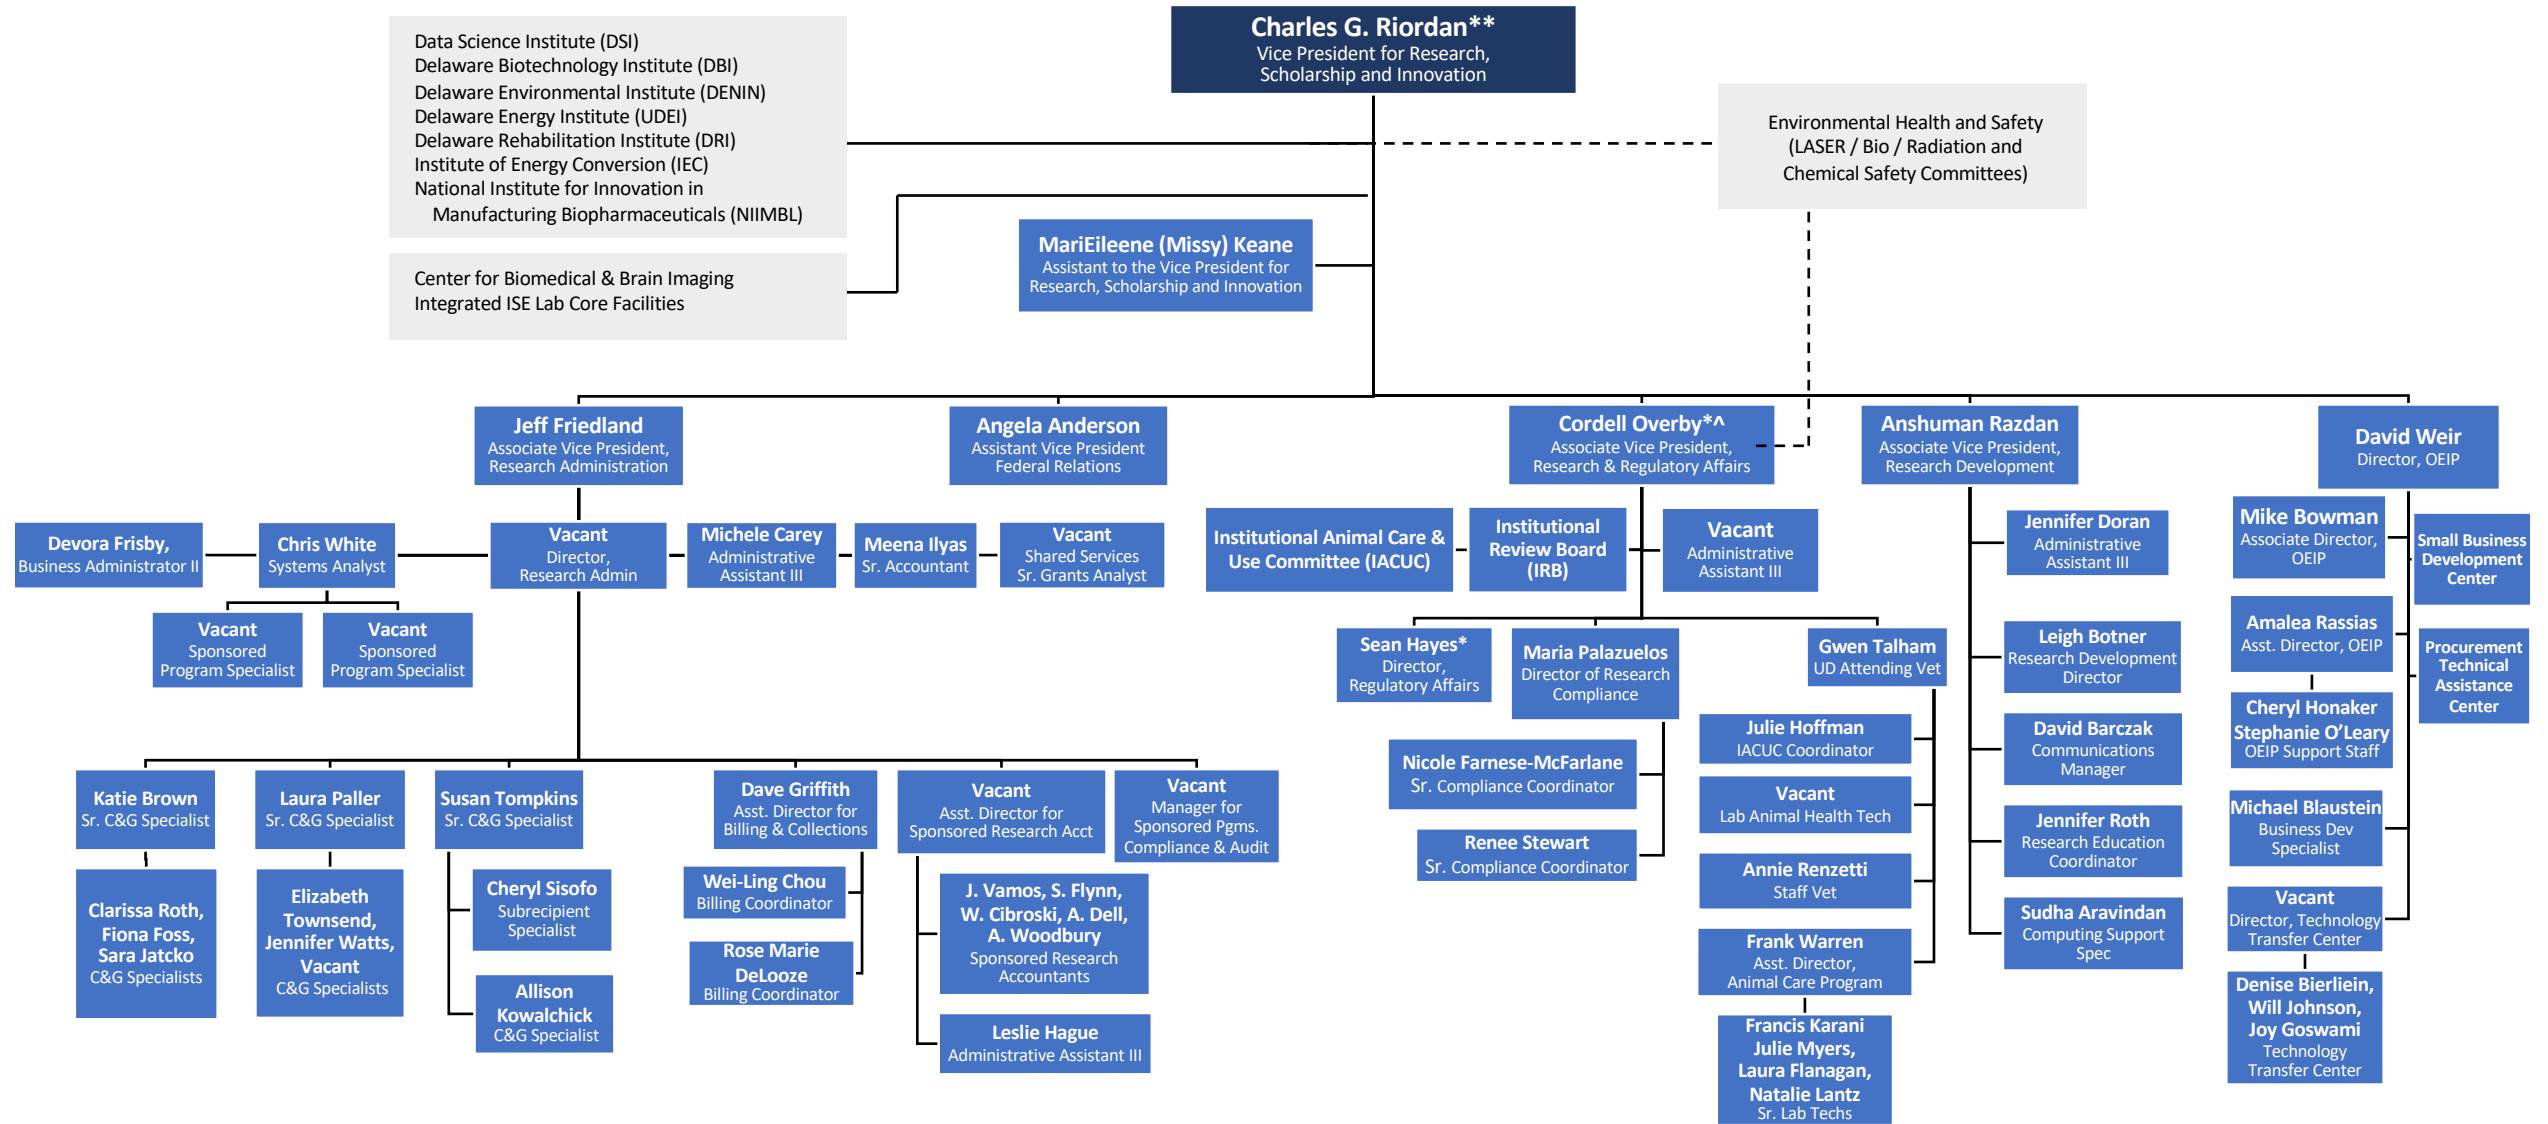 Charles G. Riordan**
Vice President for Research,
Scholarship and Innovation
Data Science Institute (DSI)
Delaware Biotechnology Institute (DBI)
Delaware Environmental Institute (DENIN)
Delaware Energy Institute (UDEI)
Delaware Rehabilitation Institute (DRI)
Institute of Energy Conversion (IEC)
National Institute for Innovation in
Manufacturing Biopharmaceuticals (NIIMBL)
Environmental Health and Safety
(LASER / Bio / Radiation and
Chemical Safety Committees)
MariEileene (Missy) Keane
Assistant to the Vice President for
Research, Scholarship and Innovation
Center for Biomedical & Brain Imaging
Integrated ISE Lab Core Facilities
Jeff Friedland
Associate Vice President,
Research Administration
Angela Anderson
Assistant Vice President
Federal Relations
Cordell Overby*^
Associate Vice President,
Research & Regulatory Affairs
Anshuman Razdan
Associate Vice President,
Research Development
David Weir
Director, OEIP
Devora Frisby,
Business Administrator II
Chris White
Systems Analyst
Vacant
Director,
Research Admin
Michele Carey
Administrative
Assistant III
Meena Ilyas
Sr. Accountant
Vacant
Shared Services
Sr. Grants Analyst
Vacant
Sponsored
Program Specialist
Vacant
Sponsored
Program Specialist
Institutional Animal Care &
Use Committee (IACUC)
Institutional
Review Board
(IRB)
Vacant
Administrative
Assistant III
Sean Hayes*
Director,
Regulatory Affairs
Maria Palazuelos
Director of Research
Compliance
Gwen Talham
UD Attending Vet
Jennifer Doran
Administrative
Assistant III
Leigh Botner
Research Development
Director
David Barczak
Communications
Manager
Jennifer Roth
Research Education
Coordinator
Sudha Aravindan
Computing Support
Spec
Mike Bowman
Associate Director,
OEIP
Small Business
Development
Center
Amalea Rassias
Asst. Director, OEIP
Procurement
Technical
Assistance
Center
Cheryl Honaker
Stephanie O’Leary
OEIP Support Staff
Michael Blaustein
Business Dev
Specialist
Vacant
Director, Technology
Transfer Center
Denise Bierliein,
Will Johnson,
Joy Goswami
Technology
Transfer Center
Katie Brown
Sr. C&G Specialist
Laura Paller
Sr. C&G Specialist
Susan Tompkins
Sr. C&G Specialist
Dave Griffith
Asst. Director for
Billing & Collections
Vacant
Asst. Director for
Sponsored Research Acct
Vacant
Manager for
Sponsored Pgms.
Compliance & Audit
Clarissa Roth,
Fiona Foss,
Sara Jatcko
C&G Specialists
Elizabeth
Townsend,
Jennifer Watts,
Vacant
C&G Specialists
Cheryl Sisofo
Subrecipient
Specialist
Allison
Kowalchick
C&G Specialist
Wei-Ling Chou
Billing Coordinator
Rose Marie
DeLooze
Billing Coordinator
J. Vamos, S. Flynn,
W. Cibroski, A. Dell,
A. Woodbury
Sponsored Research
Accountants
Leslie Hague
Administrative Assistant III
Nicole Farnese-McFarlane
Sr. Compliance Coordinator
Renee Stewart
Sr. Compliance Coordinator
Julie Hoffman
IACUC Coordinator
Vacant
Lab Animal Health Tech
Annie Renzetti
Staff Vet
Frank Warren
Asst. Director,
Animal Care Program
Francis Karani
Julie Myers,
Laura Flanagan,
Natalie Lantz
Sr. Lab Techs